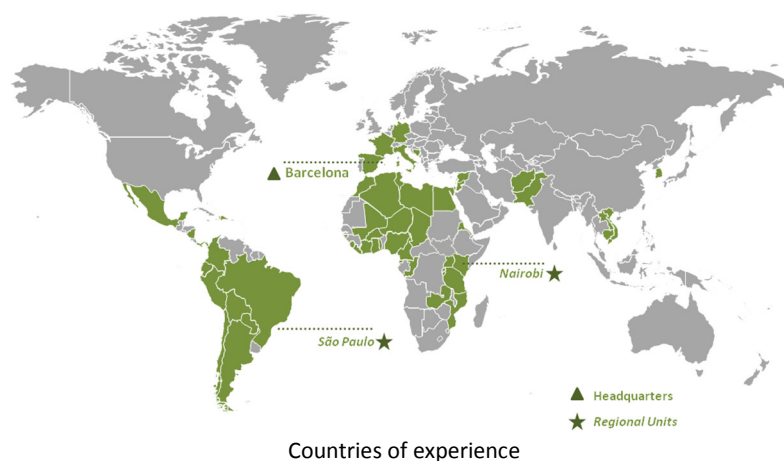 Barcelona
Nairobi
São Paulo
Headquarters
Regional Units
Countries of experience